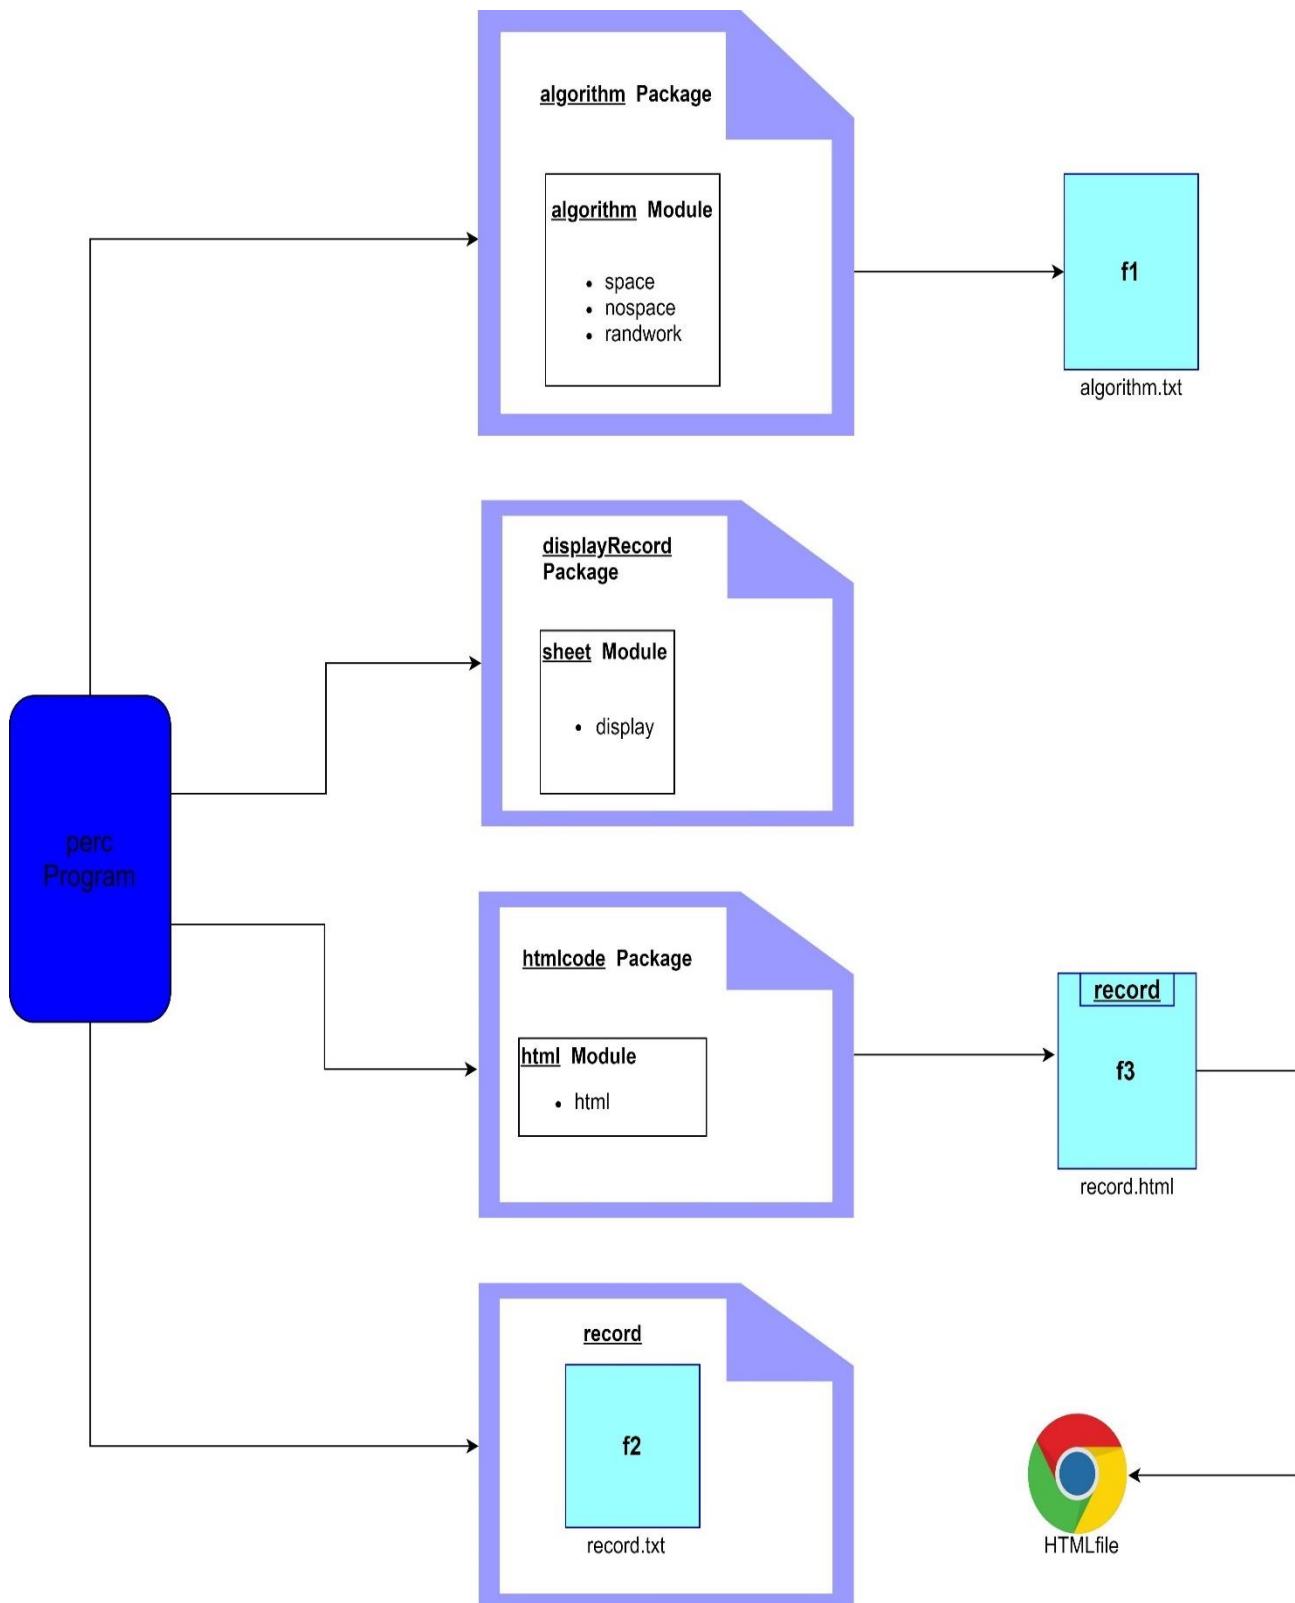 algorithm Package
algorithm Module
• space
• nospace
• randwork
f1
algorithm.txt
displayRecord
Package
sheet Module
• display
perc
Program
htmlcode Package
html Module
• html
record
f3
record.html
record
f2
record.txt
HTMLfile